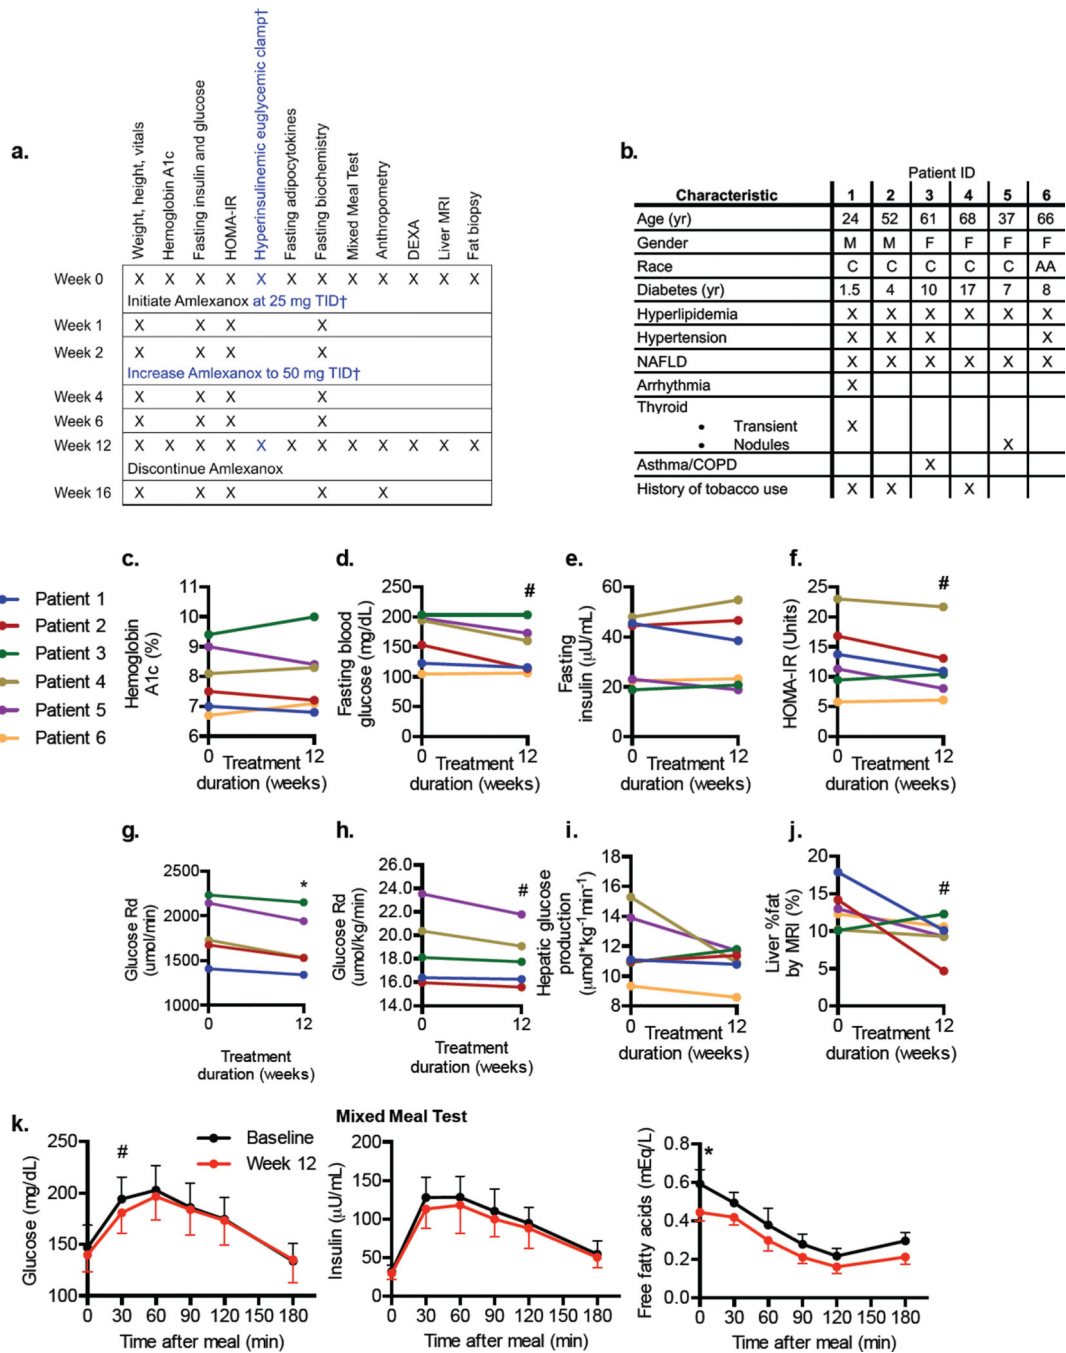 a.
Weight, height, vitals
Hemoglobin A1c
Fasting insulin and glucose
HOMA-IR
Hyperinsulinemic euglycemic clamp†
Fasting adipocytokines
Fasting biochemistry
Mixed Meal Test
Anthropometry
DEXA
Liver MRI
Fat biopsy
Week 0 X X X X X X X X X X X X
Initiate Amlexanox at 25 mg TID†
Week 1 X X X X
Week 2 X X X X
Increase Amlexanox to 50 mg TID†
Week 4 X X X X
Week 6 X X X X
Week 12 X X X X X X X X X X X X
Discontinue Amlexanox
Week 16 X X X X X
b.
Patient ID
Characteristic 1 2 3 4 5 6
Age (yr) 24 52 61 68 37 66
Gender M M F F F F
Race C C C C C AA
Diabetes (yr) 1.5 4 10 17 7 8
Hyperlipidemia X X X X X X
Hypertension X X X X
NAFLD X X X X X X
Arrhythmia X
Thyroid
• Transient X
• Nodules X
Asthma/COPD X
History of tobacco use X X X
Patient 1
Patient 2
Patient 3
Patient 4
Patient 5
Patient 6
c.
Hemoglobin
A1c (%)
11
10
9
8
7
6
0 12
Treatment
duration (weeks)
d.
Fasting blood
glucose (mg/dL)
250
200
150
100
50
0
#
0 12
Treatment
duration (weeks)
e.
Fasting
insulin (µU/mL)
60
40
20
0
0 12
Treatment
duration (weeks)
f.
HOMA-IR (Units)
25
20
15
10
5
0
#
0 12
Treatment
duration (weeks)
g.
Glucose Rd
(umol/min)
2500
2000
1500
1000
*
0 12
Treatment
duration (weeks)
h.
Glucose Rd
(umol/kg/min)
26.0
24.0
22.0
20.0
18.0
16.0
14.0
#
0 12
Treatment
duration (weeks)
i.
Hepatic glucose
production
(µmol*kg⁻¹min⁻¹)
18
16
14
12
10
8
0 12
Treatment
duration (weeks)
j.
Liver %fat
by MRI (%)
20
15
10
5
0
#
0 12
Treatment
duration (weeks)
k.
Mixed Meal Test
Glucose (mg/dL)
250
200
150
100
#
Baseline
Week 12
0 30 60 90 120 150 180
Time after meal (min)
Insulin (µU/mL)
200
150
100
50
0
0 30 60 90 120 150 180
Time after meal (min)
Free fatty acids (mEq/L)
0.8
0.6
0.4
0.2
0.0
*
0 30 60 90 120 150 180
Time after meal (min)